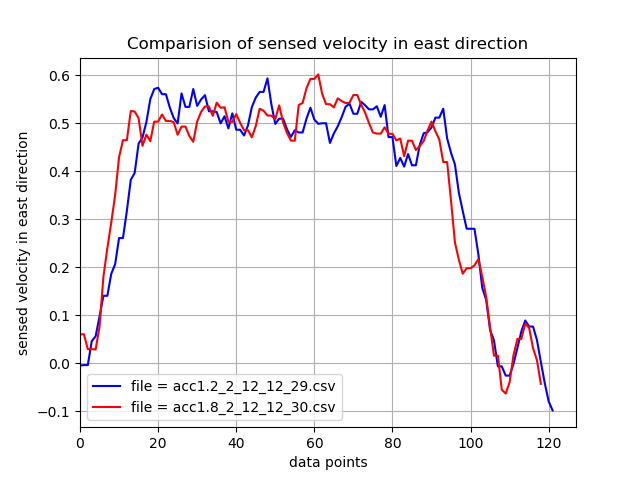 Comparision of sensed velocity in east direction
sensed velocity in east direction
0.6
0.5
0.4
0.3
0.2
0.1
0.0
−0.1
file = acc1.2_2_12_12_29.csv
file = acc1.8_2_12_12_30.csv
0 20 40 60 80 100 120
data points